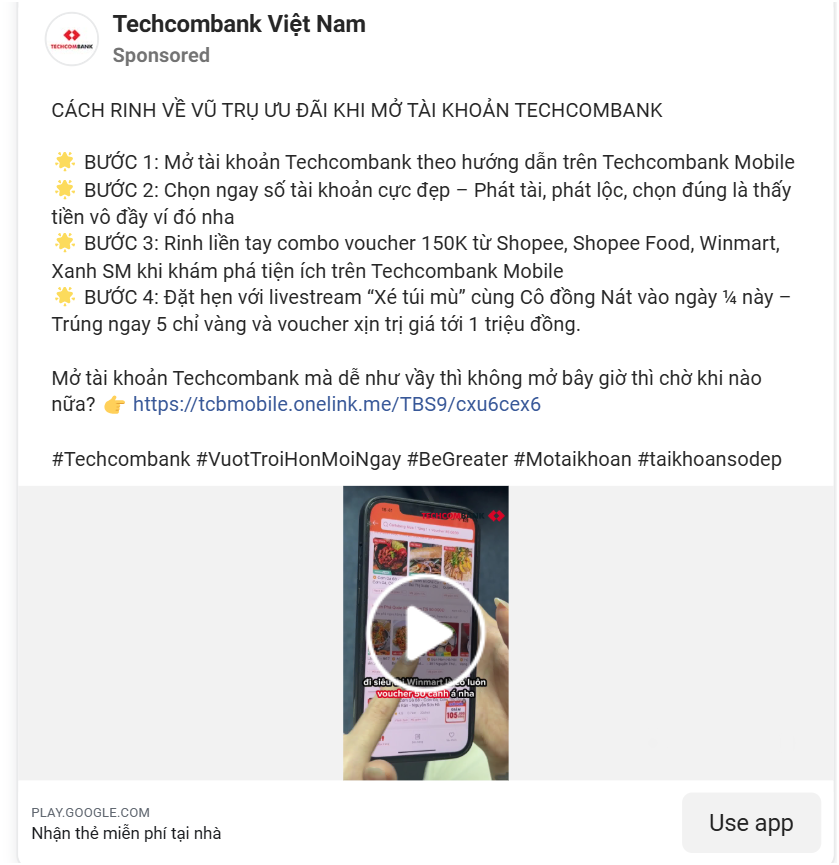 TECHCOMBANK
Techcombank Việt Nam
Sponsored
CÁCH RINH VỀ VŨ TRỤ ƯU ĐÃI KHI MỞ TÀI KHOẢN TECHCOMBANK
🌟 BƯỚC 1: Mở tài khoản Techcombank theo hướng dẫn trên Techcombank Mobile
🌟 BƯỚC 2: Chọn ngay số tài khoản cực đẹp – Phát tài, phát lộc, chọn đúng là thấy
tiền vô đầy ví đó nha
🌟 BƯỚC 3: Rinh liền tay combo voucher 150K từ Shopee, Shopee Food, Winmart,
Xanh SM khi khám phá tiện ích trên Techcombank Mobile
🌟 BƯỚC 4: Đặt hẹn với livestream “Xé túi mù” cùng Cô đồng Nát vào ngày ¼ này –
Trúng ngay 5 chỉ vàng và voucher xịn trị giá tới 1 triệu đồng.
Mở tài khoản Techcombank mà dễ như vầy thì không mở bây giờ thì chờ khi nào
nữa? 👉 https://tcbmobile.onelink.me/TBS9/cxu6cex6
#Techcombank #VuotTroiHonMoiNgay #BeGreater #Motaikhoan #taikhoansodep
TECHCOMBANK
đi siêu Winmart có luôn
voucher 50 cành á nha
PLAY.GOOGLE.COM
Nhận thẻ miễn phí tại nhà
Use app